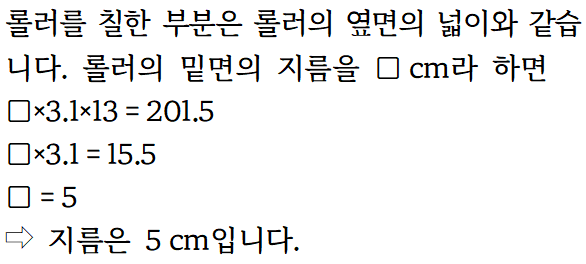 롤러를 칠한 부분은 롤러의 옆면의 넓이와 같습
니다. 롤러의 밑면의 지름을 □ cm라 하면
□×3.1×13 = 201.5
□×3.1 = 15.5
□ = 5
⇨ 지름은 5 cm입니다.